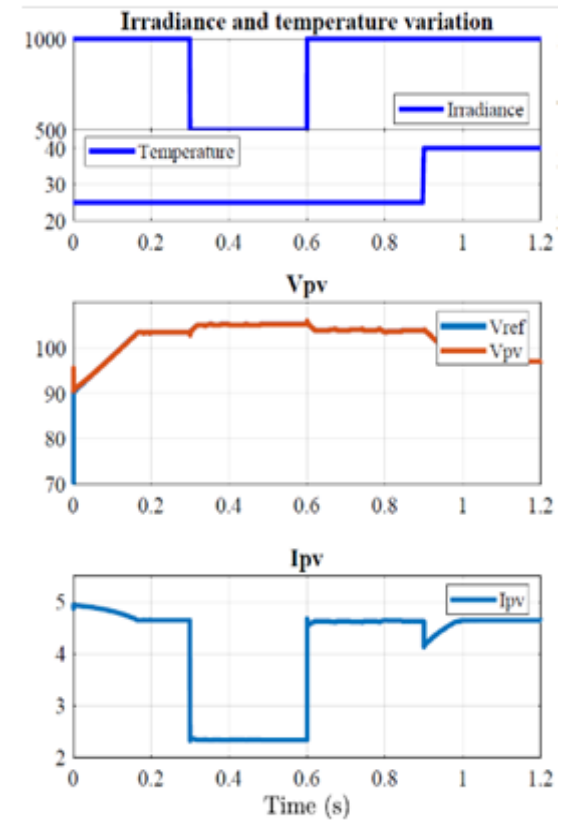 Irradiance and temperature variation
1000
Irradiance
500
40
Temperature
30
20
0 0.2 0.4 0.6 0.8 1 1.2
Vpv
Vref
100
Vpv
90
80
70
0 0.2 0.4 0.6 0.8 1 1.2
Ipv
5
Ipv
4
3
2
0 0.2 0.4 0.6 0.8 1 1.2
Time (s)